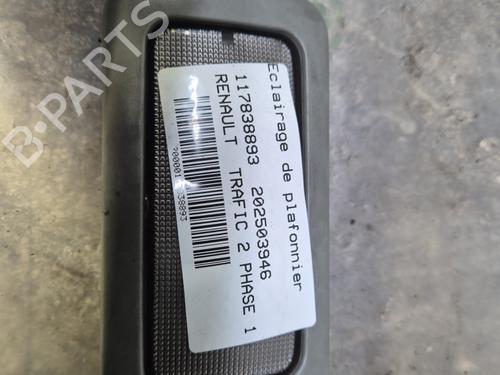 Eclairage de plafonnier
117838893 202503946
RENAULT TRAFIC 2 PHASE 1
B-PARTS